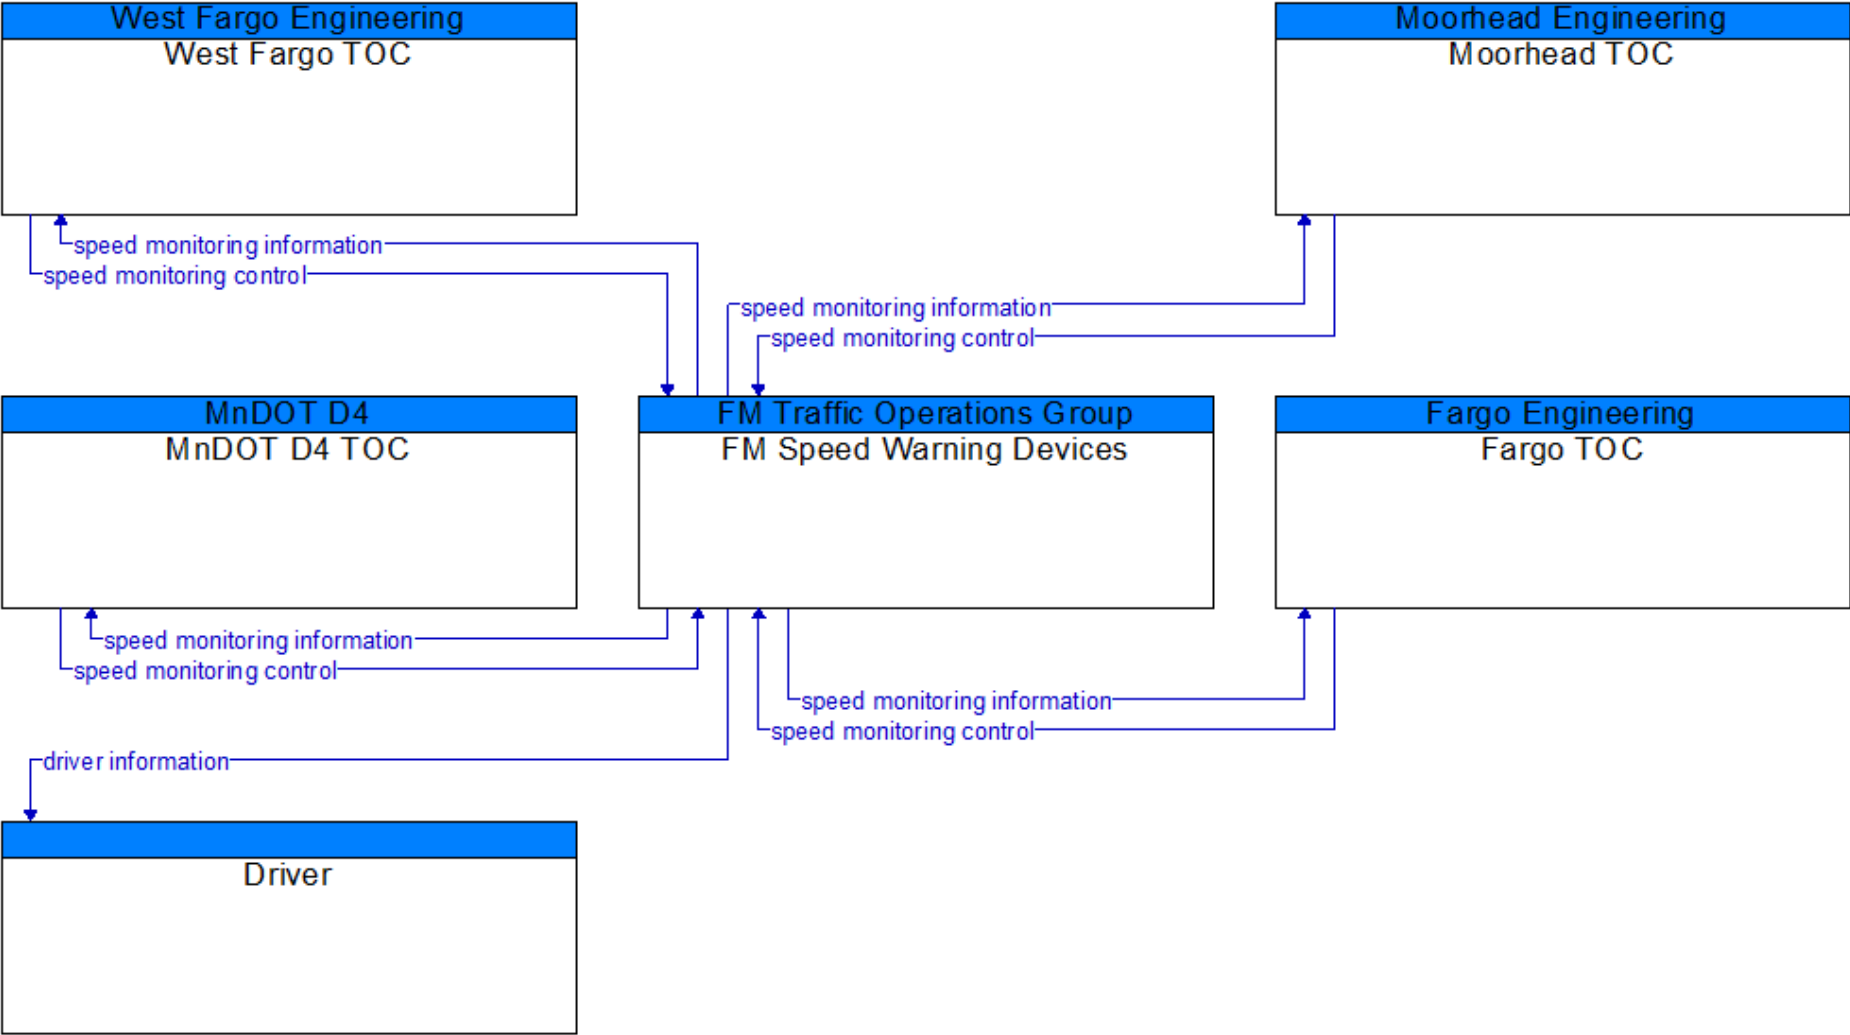 West Fargo Engineering
West Fargo TOC
Moorhead Engineering
Moorhead TOC
speed monitoring information
speed monitoring control
speed monitoring information
speed monitoring control
MnDOT D4
MnDOT D4 TOC
FM Traffic Operations Group
FM Speed Warning Devices
Fargo Engineering
Fargo TOC
speed monitoring information
speed monitoring control
speed monitoring information
speed monitoring control
driver information
Driver